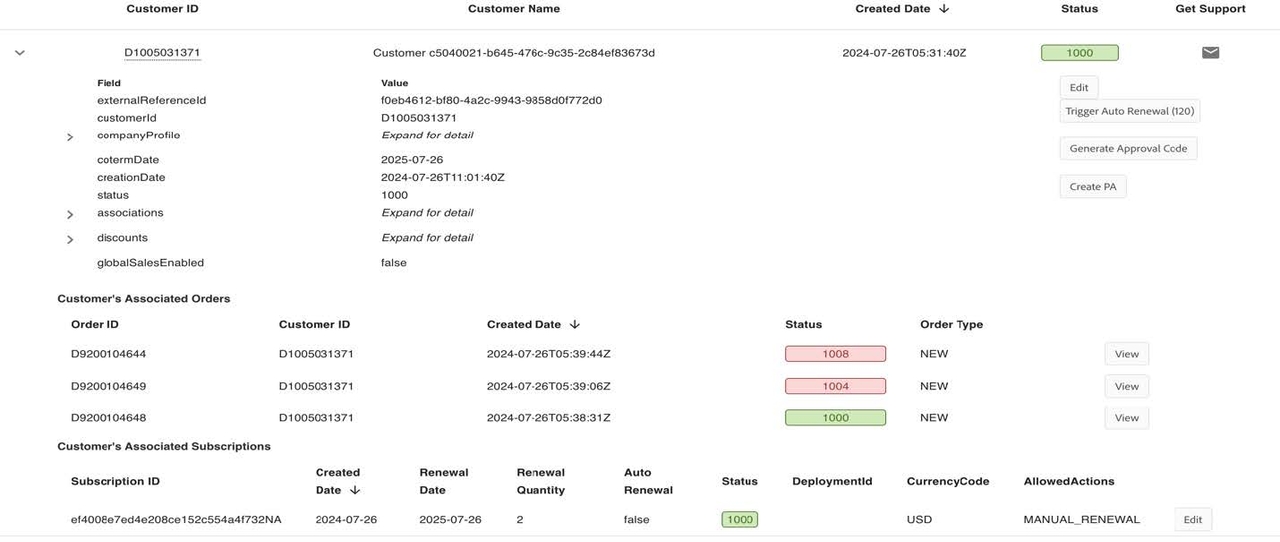 Customer ID Customer Name Created Date Status Get Support
D1005031371 Customer c5040021-b645-476c-9c35-2c84ef83673d 2024-07-26T05:31:40Z 1000
Field Value
Edit
externalReferenceId f0eb4612-bf80-4a2c-9943-9858d0f772d0
Trigger Auto Renewal (120)
customerId D1005031371
companyProfile Expand for detail
Generate Approval Code
cotermDate 2025-07-26
creationDate 2024-07-26T11:01:40Z
Create PA
status 1000
associations Expand for detail
discounts Expand for detail
globalSalesEnabled false
Customer's Associated Orders
Order ID Customer ID Created Date Status Order Type
D9200104644 D1005031371 2024-07-26T05:39:44Z 1008 NEW View
D9200104649 D1005031371 2024-07-26T05:39:06Z 1004 NEW View
D9200104648 D1005031371 2024-07-26T05:38:31Z 1000 NEW View
Customer's Associated Subscriptions
Subscription ID Created Date Renewal Date Renewal Quantity Auto Renewal Status DeploymentId CurrencyCode AllowedActions
ef4008e7ed4e208ce152c554a4f732NA 2024-07-26 2025-07-26 2 false 1000 USD MANUAL_RENEWAL Edit